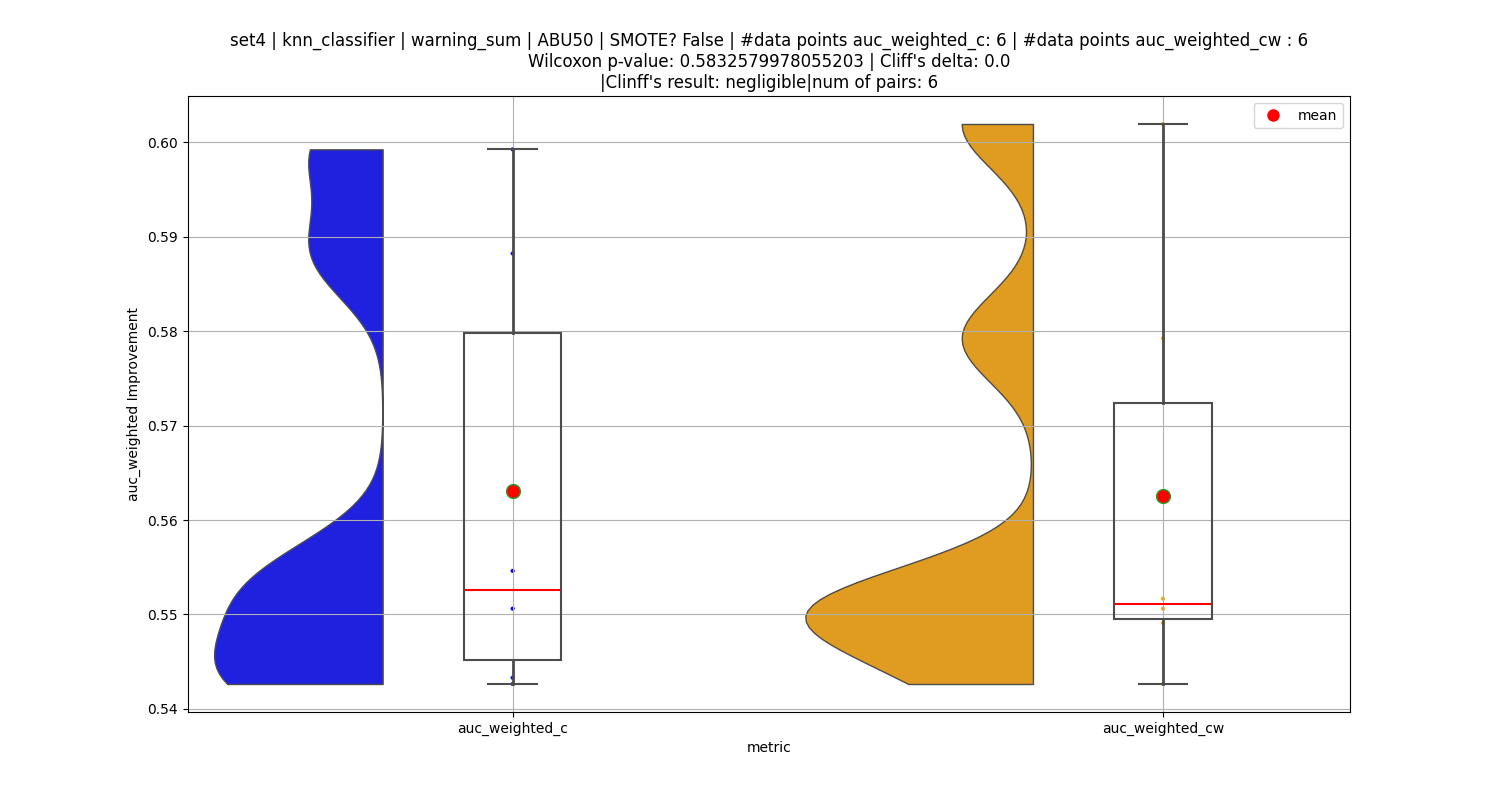 set4 | knn_classifier | warning_sum | ABU50 | SMOTE? False | #data points auc_weighted_c: 6 | #data points auc_weighted_cw : 6
Wilcoxon p-value: 0.5832579978055203 | Cliff's delta: 0.0
|Clinff's result: negligible|num of pairs: 6
mean
0.60
0.59
0.58
0.57
0.56
0.55
0.54
auc_weighted Improvement
auc_weighted_c
auc_weighted_cw
metric